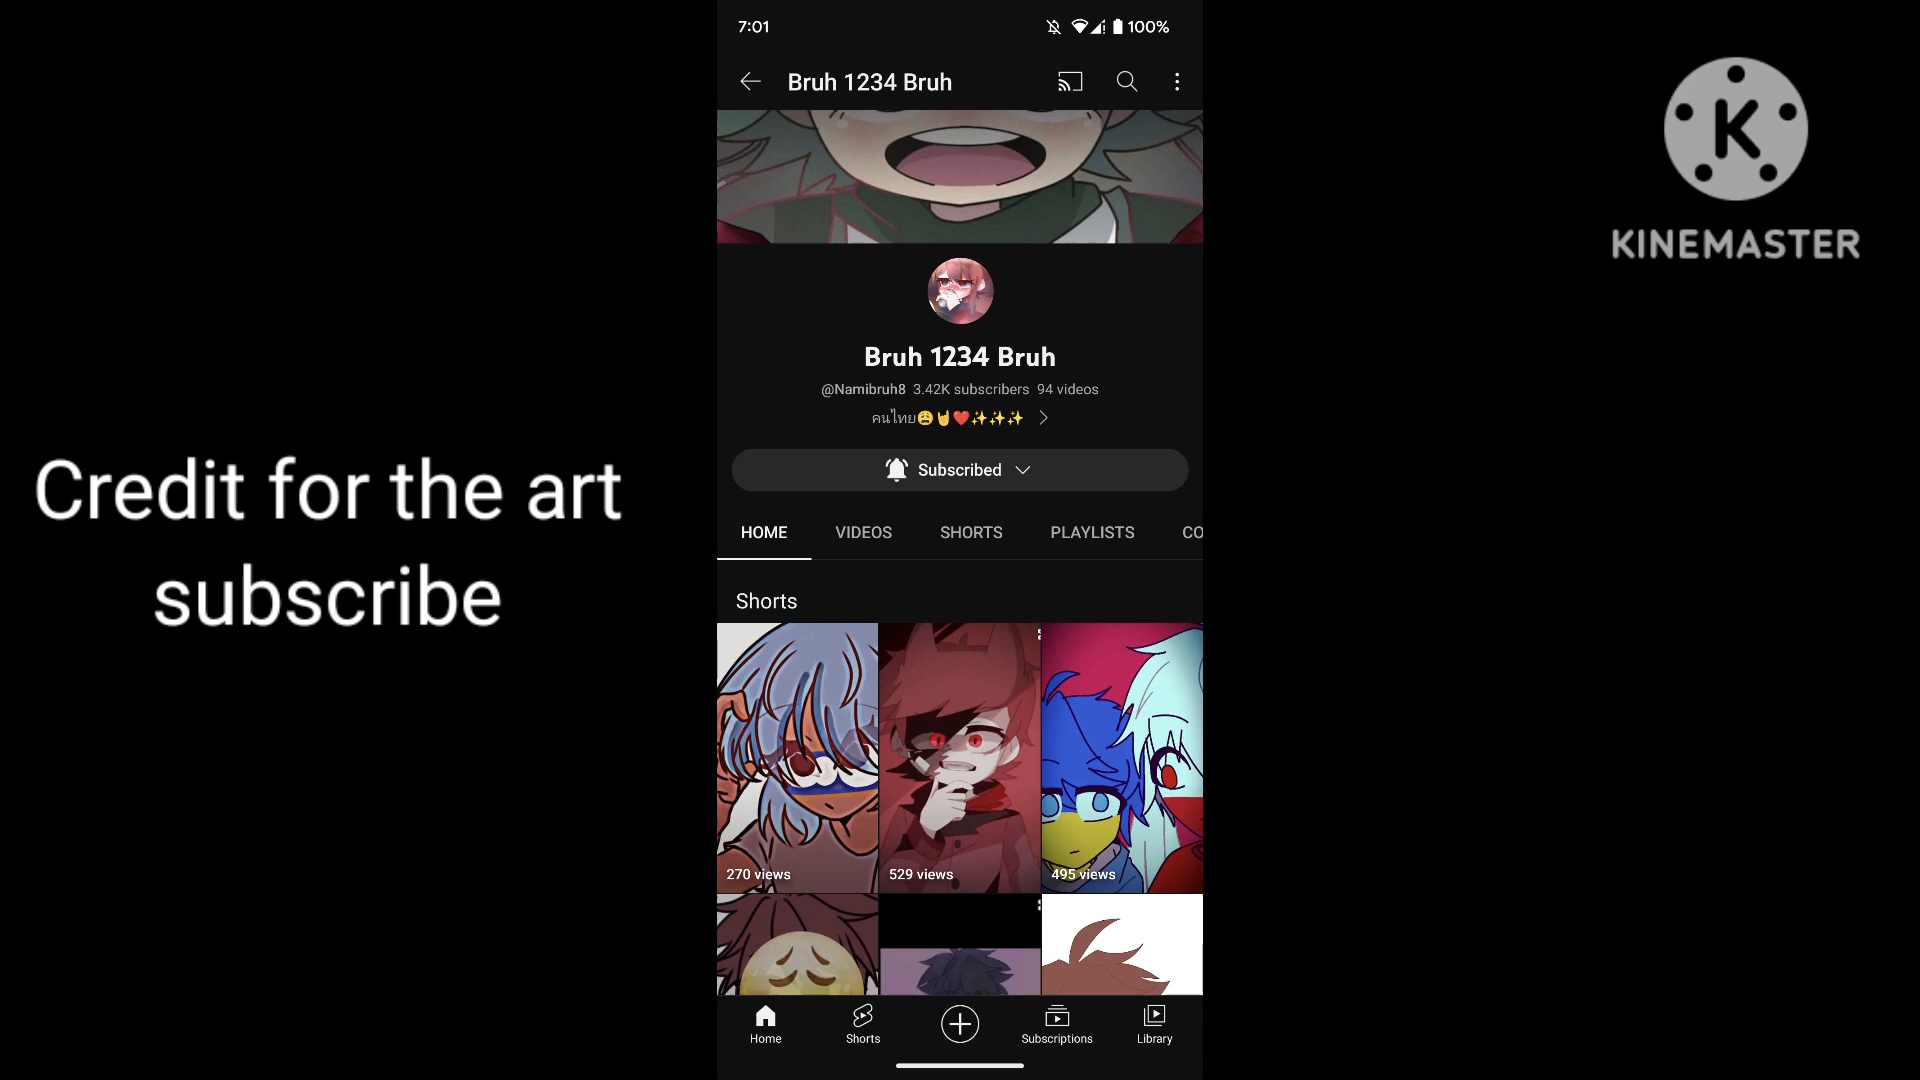 7:01
100%
Bruh 1234 Bruh
K
KINEMASTER
Bruh 1234 Bruh
@Namibruh8 3.42K subscribers 94 videos
คนไทย😩🤘❤️✨✨✨
Subscribed
Credit for the art
subscribe
HOME VIDEOS SHORTS PLAYLISTS CO
Shorts
270 views
529 views
495 views
Home Shorts Subscriptions Library